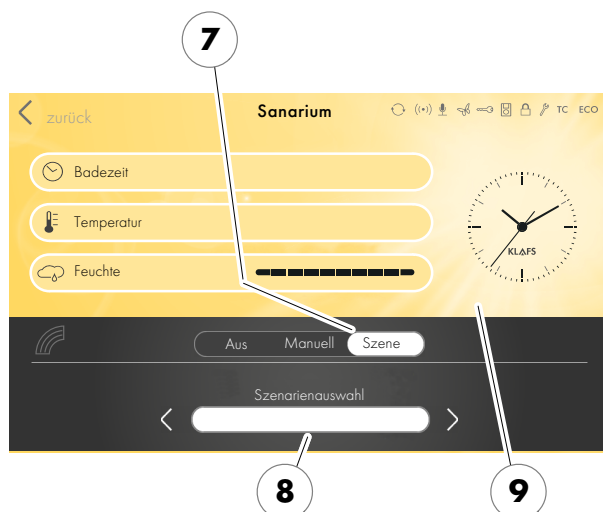 7
zurück
Sanarium
TC ECO
Badezeit
Temperatur
Feuchte
KLAFS
Aus Manuell Szene
Szenarienauswahl
8
9